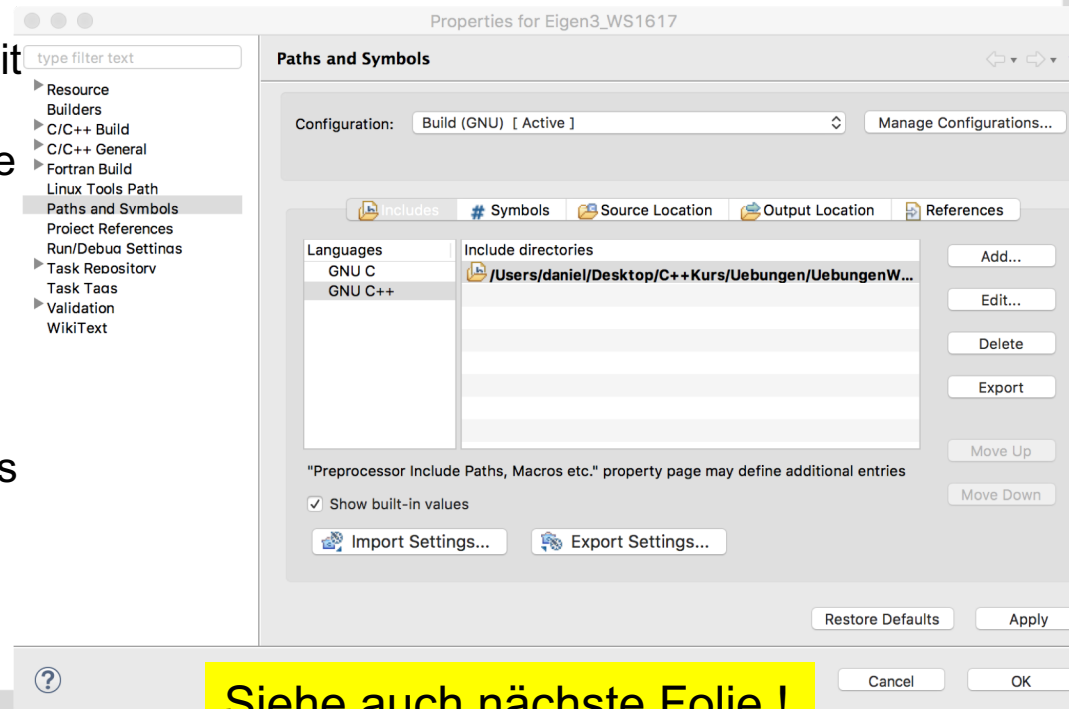 Properties for Eigen3_WS1617
it
type filter text
Paths and Symbols
Resource
Builders
C/C++ Build
C/C++ General
e
Fortran Build
Linux Tools Path
Paths and Symbols
Project References
Run/Debug Settings
Task Repository
Task Tags
Validation
WikiText
s
Configuration: Build (GNU) [ Active ] Manage Configurations...
Includes # Symbols Source Location Output Location References
Languages
GNU C
GNU C++
Include directories
/Users/daniel/Desktop/C++Kurs/Uebungen/UebungenW...
Add...
Edit...
Delete
Export
Move Up
Move Down
"Preprocessor Include Paths, Macros etc." property page may define additional entries
Show built-in values
Import Settings... Export Settings...
Restore Defaults Apply
? Cancel OK
Siehe auch nächste Folie !